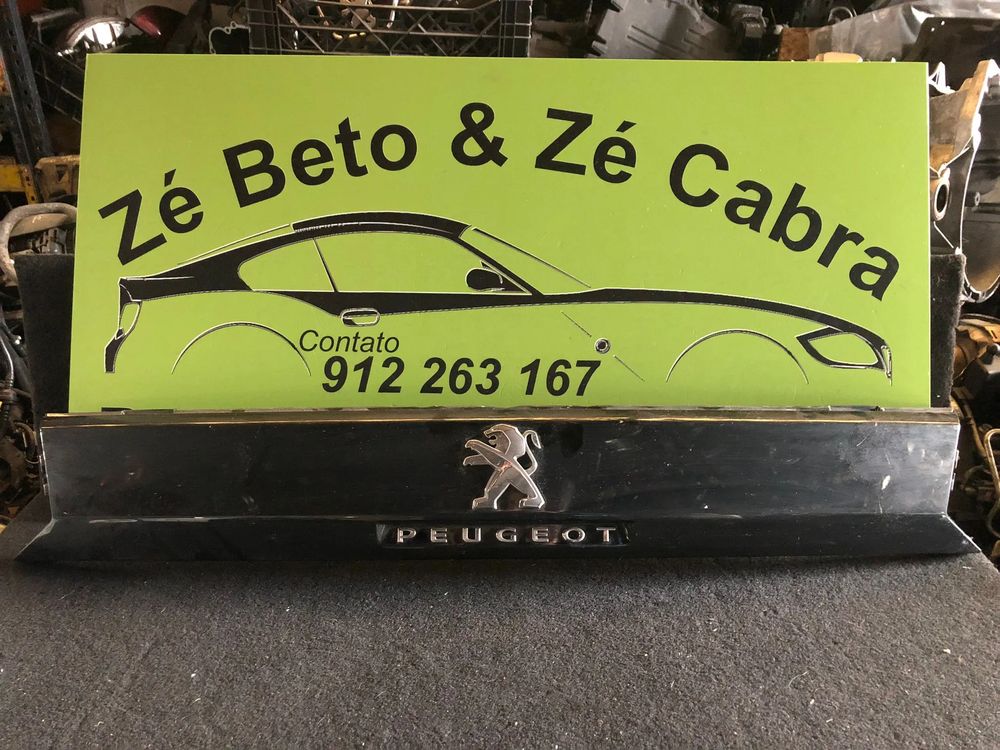 Zé Beto & Zé Cabra
Contato
912 263 167
PEUGEOT